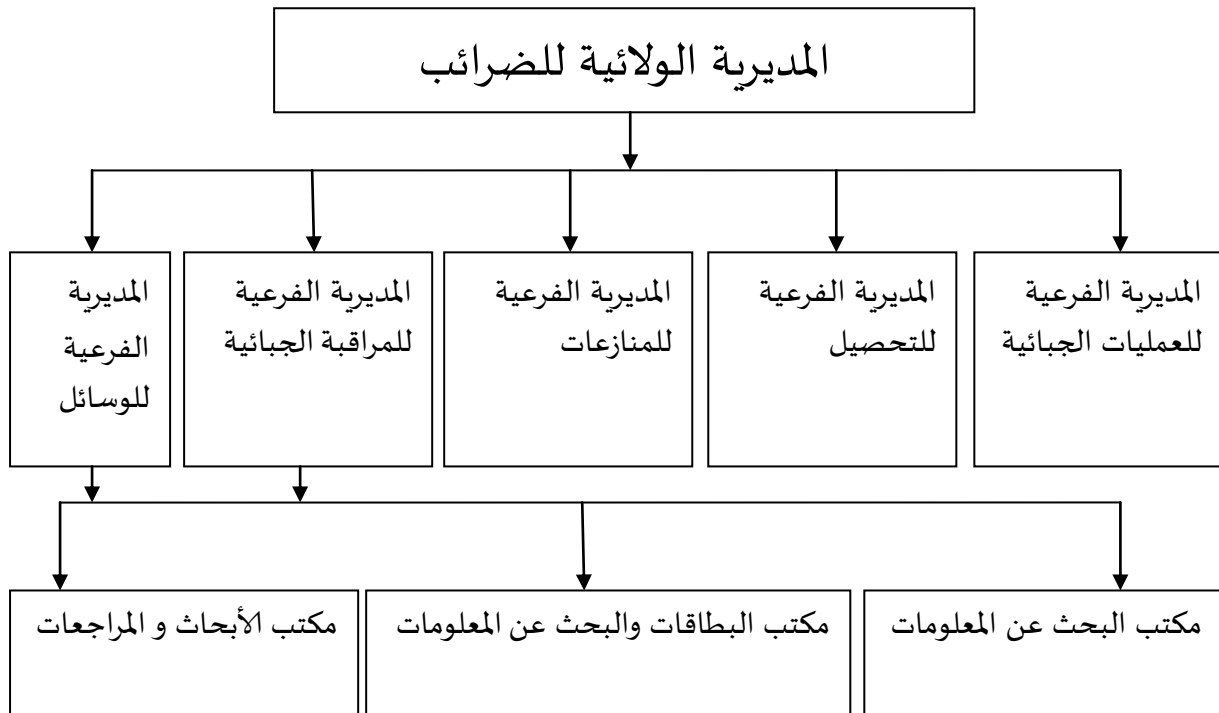 المديرية الولائية للضرائب
المديرية الفرعية
للعمليات الجبائية
المديرية الفرعية
للتحصيل
المديرية الفرعية
للمنازعات
المديرية الفرعية
للمراقبة الجبائية
المديرية
الفرعية
للوسائل
مكتب البحث عن المعلومات
مكتب البطاقات والبحث عن المعلومات
مكتب الأبحاث و المراجعات